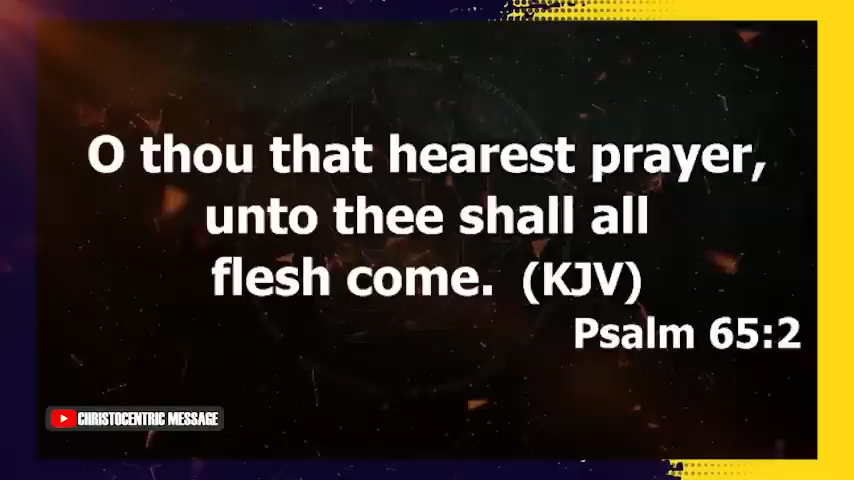 O thou that hearest prayer,
unto thee shall all
flesh come. (KJV)
Psalm 65:2
CHRISTOCENTRIC MESSAGE